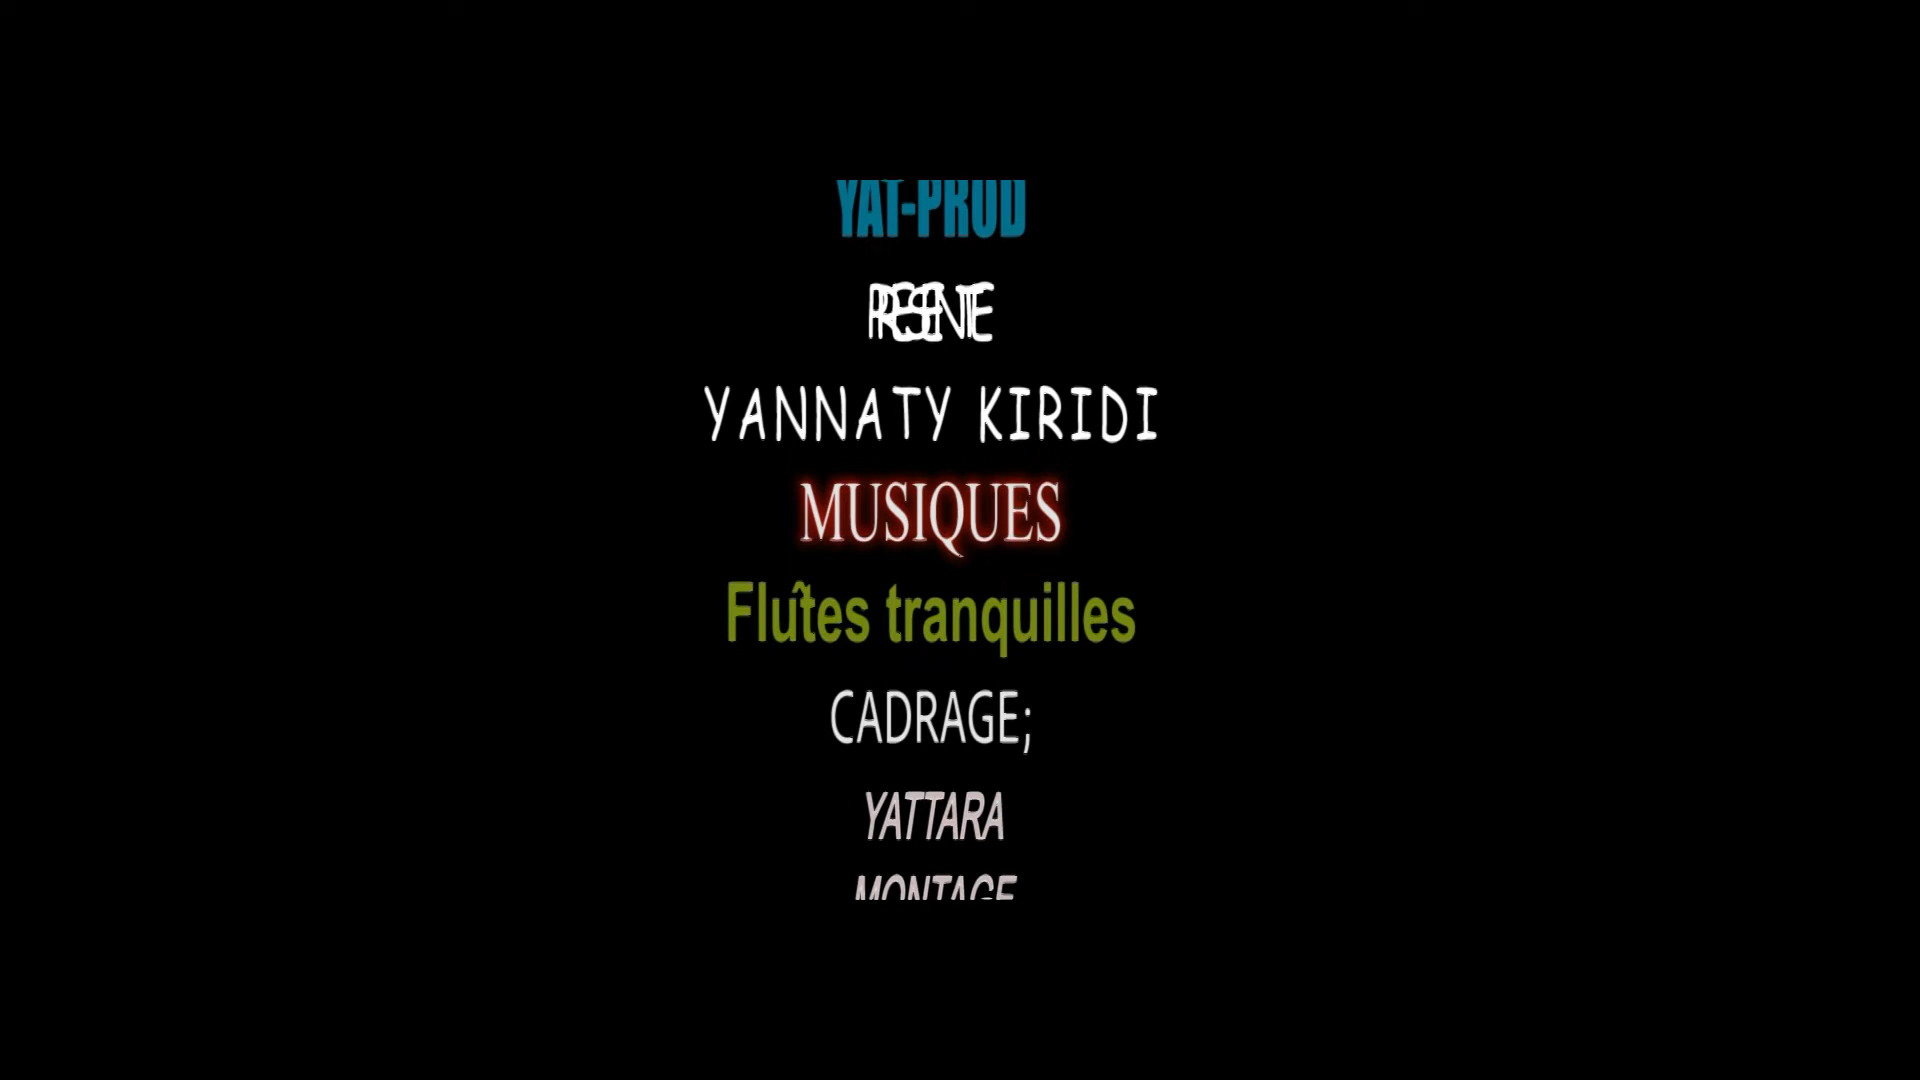 YAT-PROD
PRESENTE
YANNATY KIRIDI
MUSIQUES
Flûtes tranquilles
CADRAGE;
YATTARA
MONTAGE